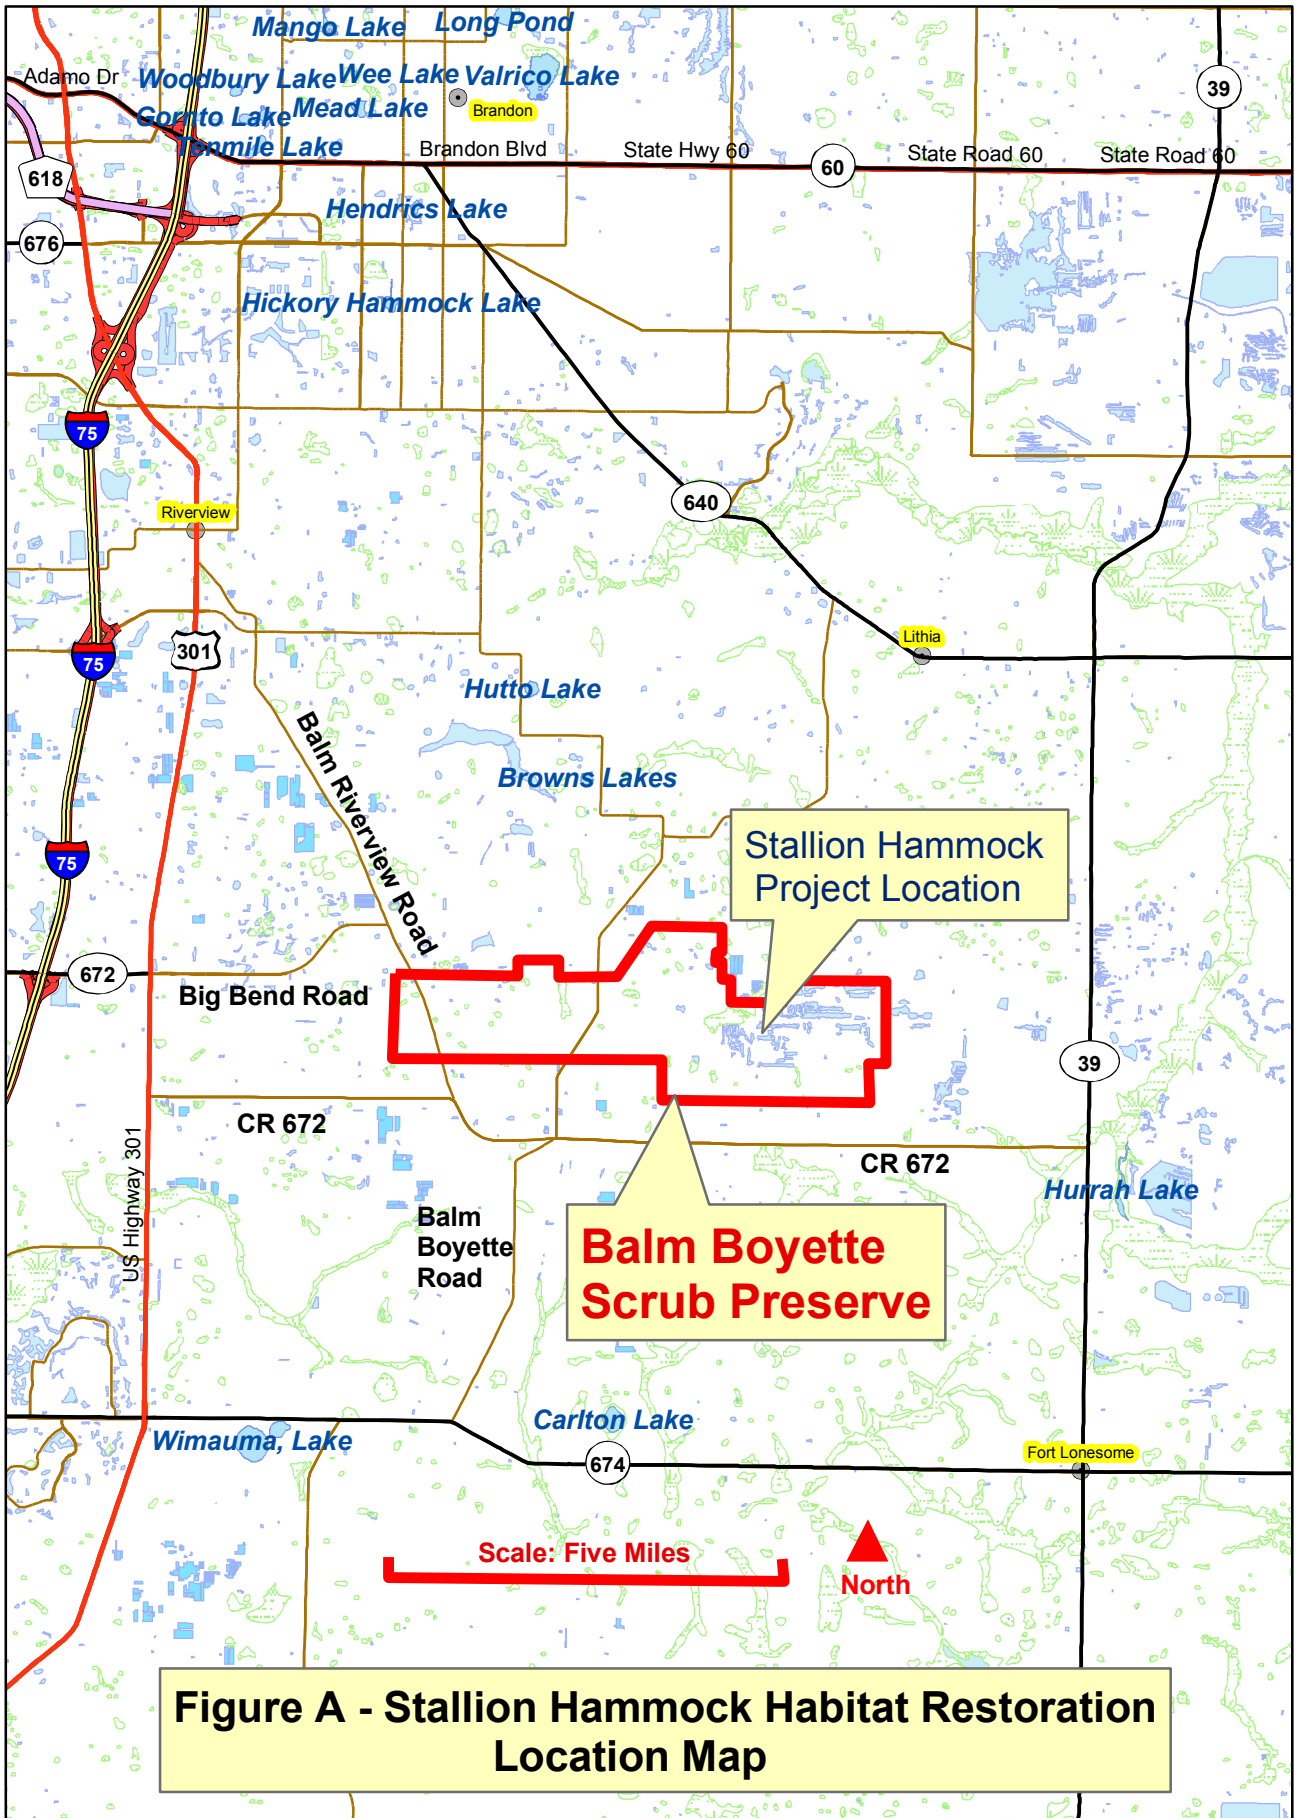 Mango Lake
Long Pond
Adamo Dr
Woodbury Lake
Wee Lake
Valrico Lake
39
Gornto Lake
Mead Lake
Brandon
Tenmile Lake
Brandon Blvd
State Hwy 60
60
State Road 60
State Road 60
618
Hendrics Lake
676
Hickory Hammock Lake
75
640
Riverview
Lithia
301
75
Hutto Lake
Balm Riverview Road
Browns Lakes
75
Stallion Hammock
Project Location
672
Big Bend Road
39
CR 672
CR 672
US Highway 301
Hurrah Lake
Balm
Boyette
Road
Balm Boyette
Scrub Preserve
Carlton Lake
Wimauma, Lake
674
Fort Lonesome
Scale: Five Miles
North
Figure A - Stallion Hammock Habitat Restoration
Location Map